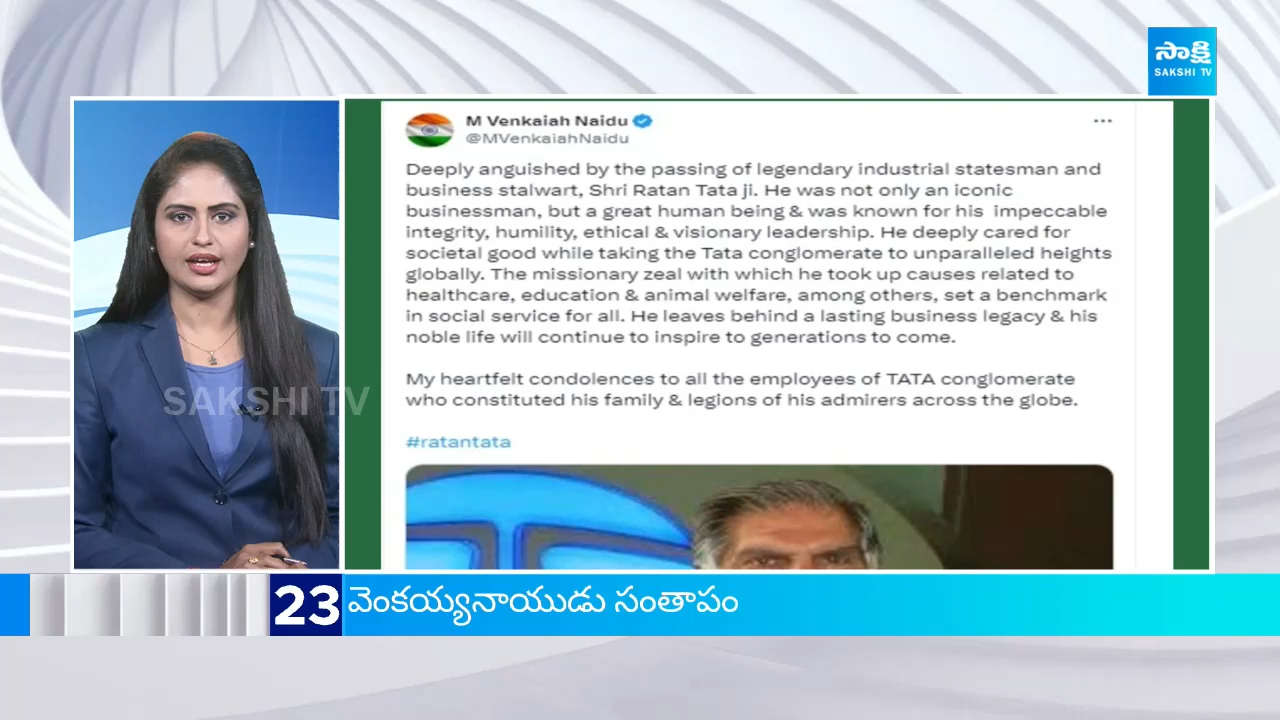 సాక్షి
SAKSHI TV
M Venkaiah Naidu
@MVenkaiahNaidu
Deeply anguished by the passing of legendary industrial statesman and
business stalwart, Shri Ratan Tata ji. He was not only an iconic
businessman, but a great human being & was known for his impeccable
integrity, humility, ethical & visionary leadership. He deeply cared for
societal good while taking the Tata conglomerate to unparalleled heights
globally. The missionary zeal with which he took up causes related to
healthcare, education & animal welfare, among others, set a benchmark
in social service for all. He leaves behind a lasting business legacy & his
noble life will continue to inspire to generations to come.
My heartfelt condolences to all the employees of TATA conglomerate
who constituted his family & legions of his admirers across the globe.
#ratantata
SAKSHI TV
23 వెంకయ్యనాయుడు సంతాపం